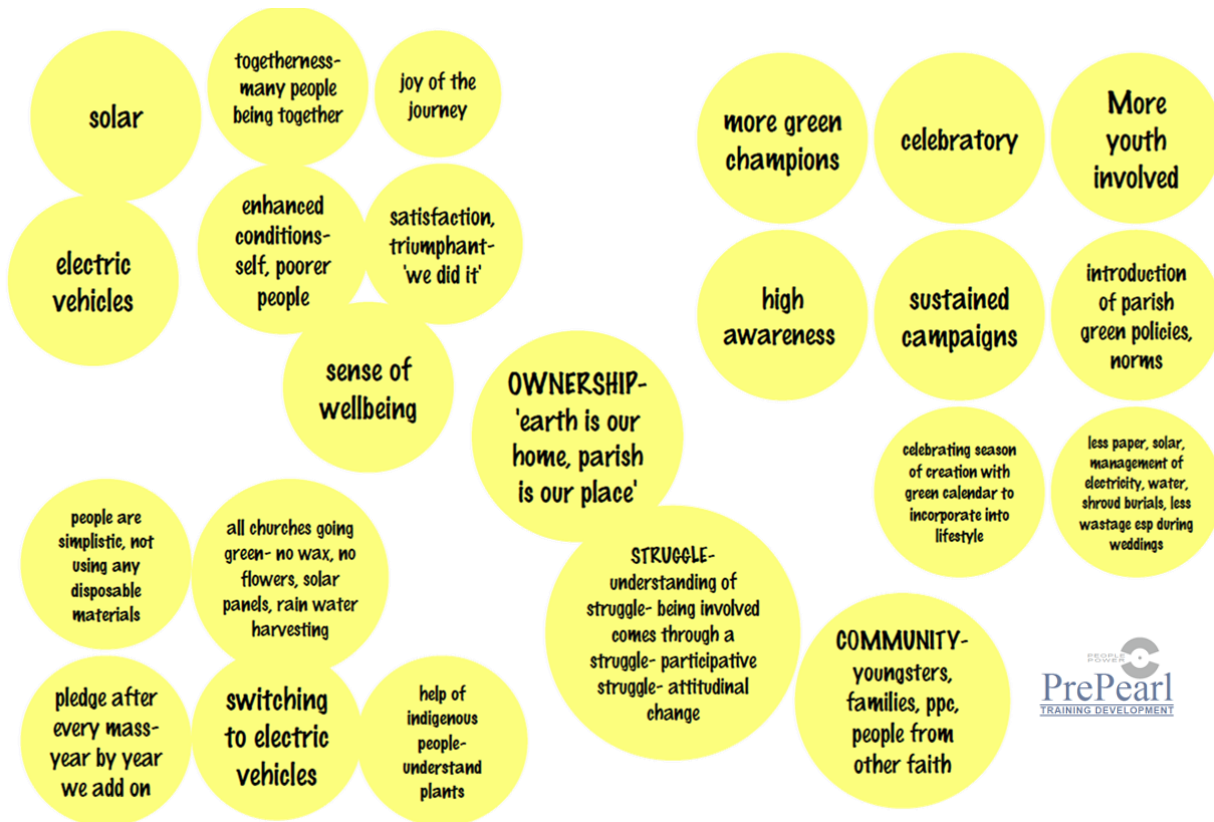 solar
togetherness-
many people
being together
joy of the
journey
electric
vehicles
enhanced
conditions-
self, poorer
people
satisfaction,
triumphant-
'we did it'
sense of
wellbeing
OWNERSHIP-
'earth is our
home, parish
is our place'
more green
champions
celebratory
More
youth
involved
high
awareness
sustained
campaigns
introduction
of parish
green policies,
norms
celebrating season
of creation with
green calendar to
incorporate into
lifestyle
less paper, solar,
management of
electricity, water,
shroud burials, less
wastage esp during
weddings
people are
simplistic, not
using any
disposable
materials
all churches going
green- no wax, no
flowers, solar
panels, rain water
harvesting
pledge after
every mass-
year by year
we add on
switching
to electric
vehicles
help of
indigenous
people-
understand
plants
STRUGGLE-
understanding of
struggle- being involved
comes through a
struggle- participative
struggle- attitudinal
change
COMMUNITY-
youngsters,
families, ppc,
people from
other faith
PEOPLE
POWER
PrePearl
TRAINING DEVELOPMENT